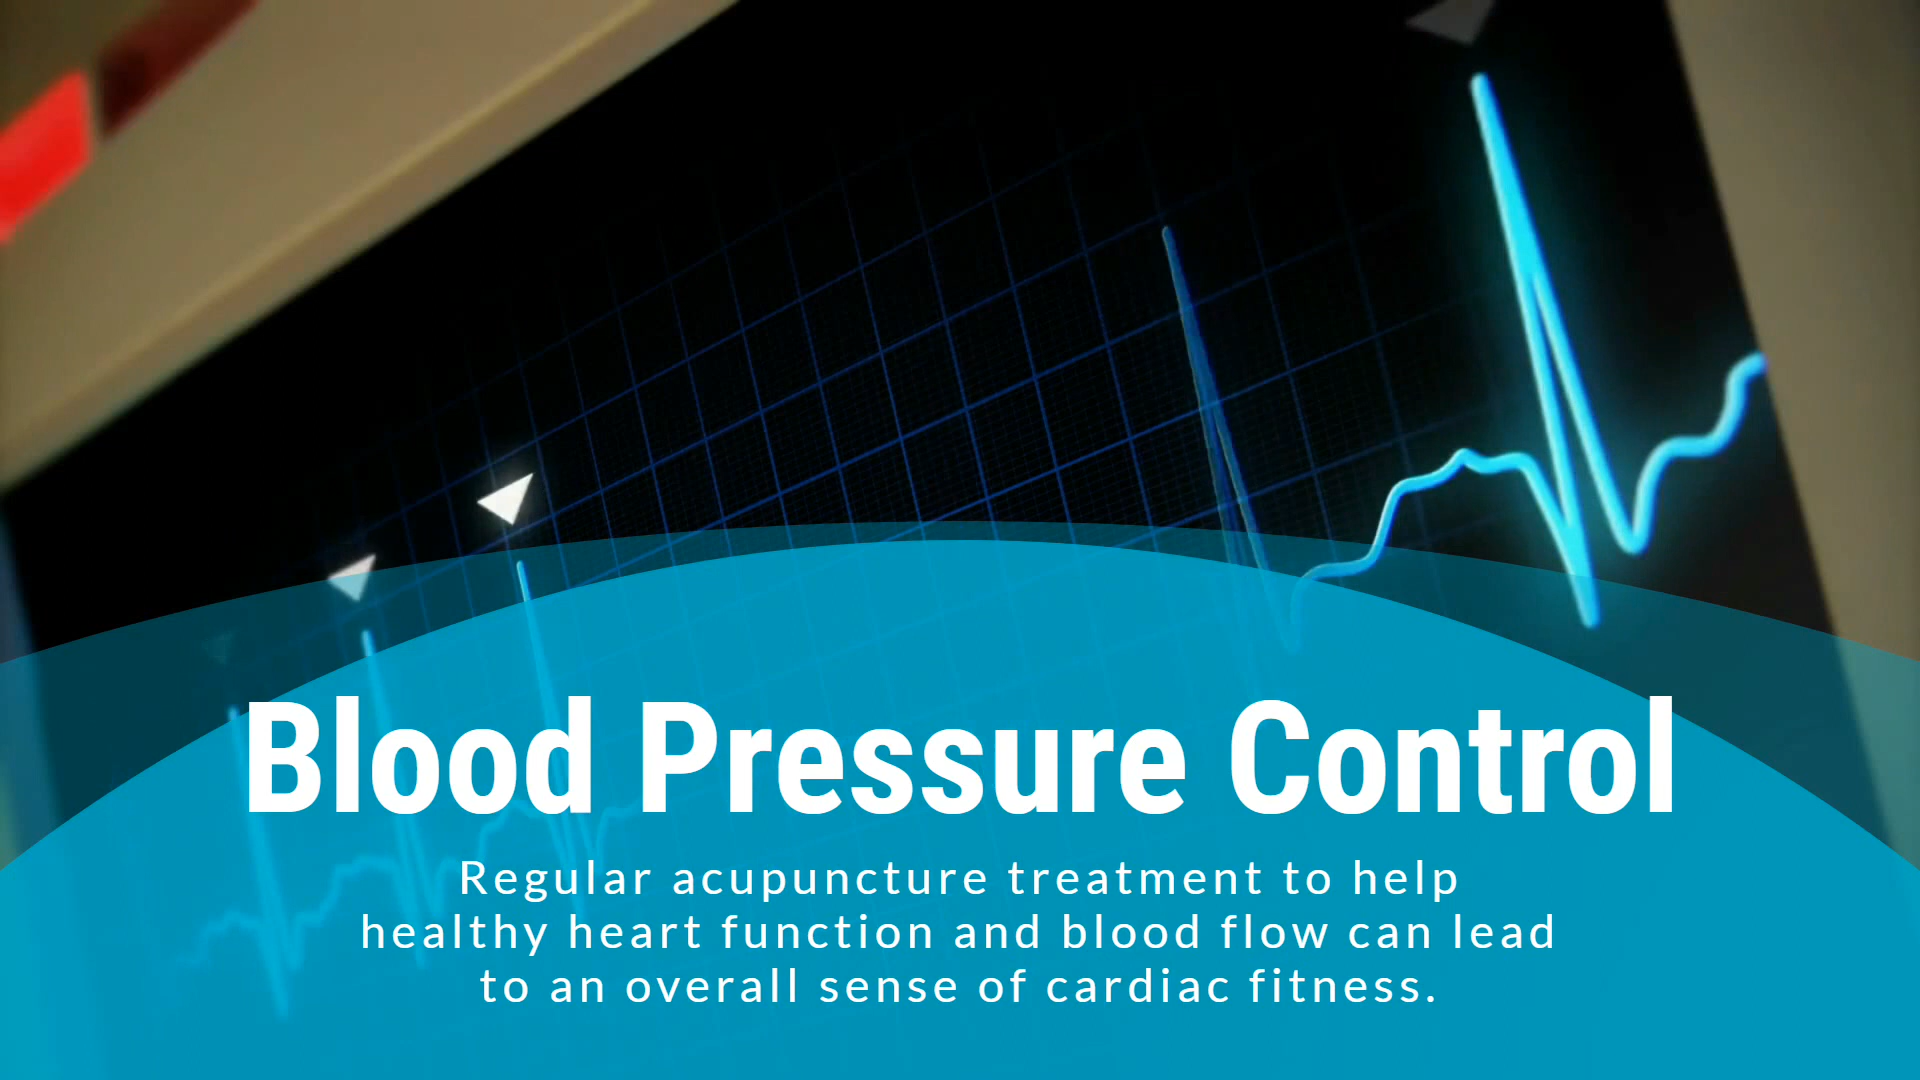 Blood Pressure Control
Regular acupuncture treatment to help
healthy heart function and blood flow can lead
to an overall sense of cardiac fitness.